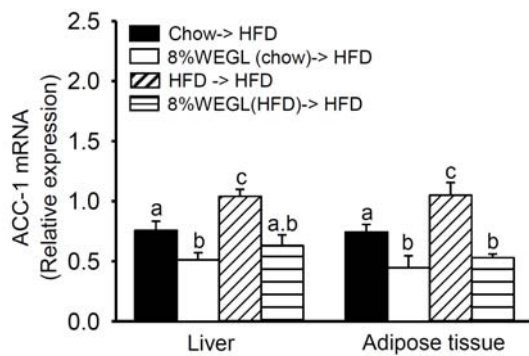 2.5
2.0
1.5
1.0
0.5
0.0
ACC-1 mRNA
(Relative expression)
Chow-> HFD
8%WEGL (chow)-> HFD
HFD -> HFD
8%WEGL(HFD)-> HFD
a
b
c
a.b
a
b
c
b
Liver
Adipose tissue